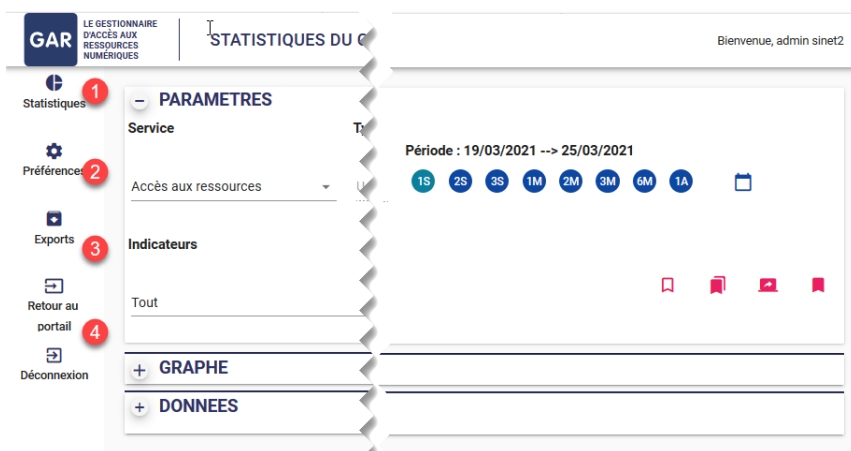 GAR
LE GESTIONNAIRE
D'ACCÈS AUX
RESSOURCES
NUMÉRIQUES
STATISTIQUES DU
Bienvenue, admin sinet2
Statistiques
1
Préférences
2
Exports
3
Retour au
portail
4
Déconnexion
PARAMETRES
Service
Période : 19/03/2021 --> 25/03/2021
Accès aux ressources
1S 2S 3S 1M 2M 3M 6M 1A
Indicateurs
Tout
GRAPHE
DONNEES